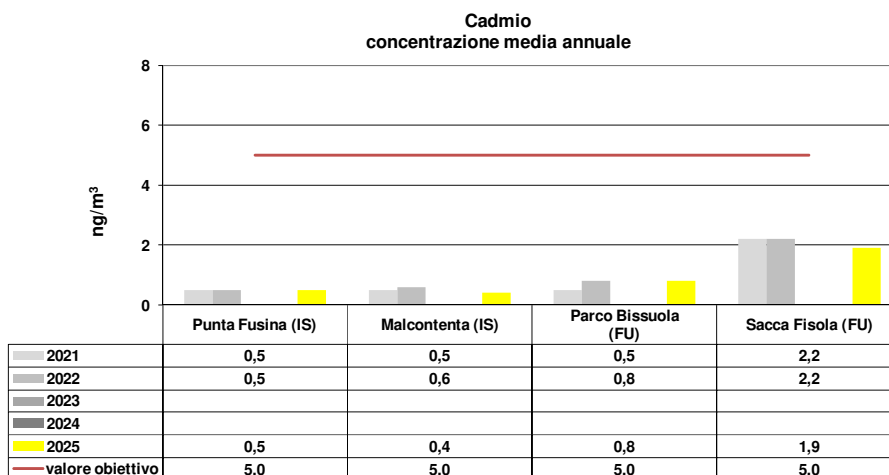 Cadmio
concentrazione media annuale
8
6
4
2
0
ng/m³
Punta Fusina (IS) Malcontenta (IS) Parco Bissuola (FU) Sacca Fisola (FU)
2021 0,5 0,5 0,5 2,2
2022 0,5 0,6 0,8 2,2
2023
2024
2025 0,5 0,4 0,8 1,9
valore obiettivo 5,0 5,0 5,0 5,0